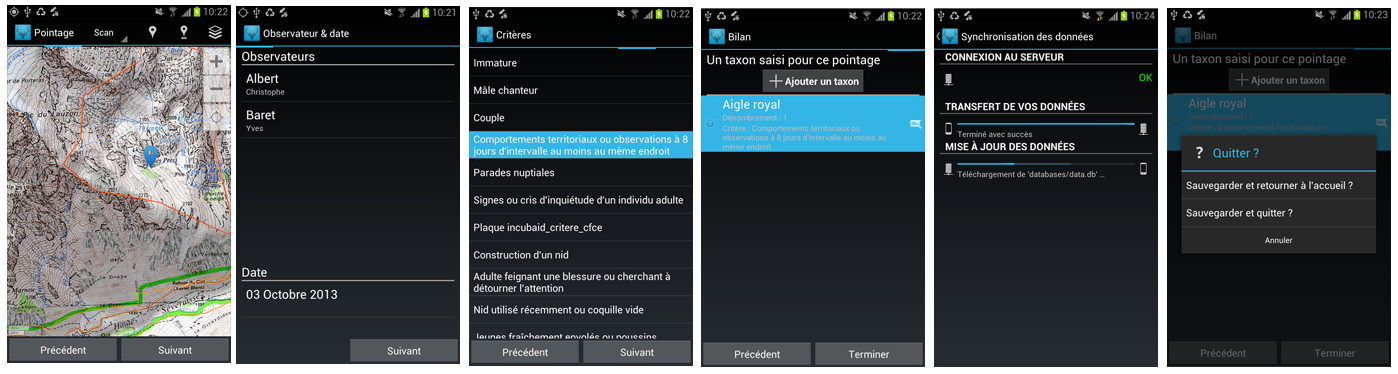 10:22
Pointage
Scan
Précédent
Suivant
10:21
Observateur & date
Observateurs
Albert
Christophe
Baret
Yves
Date
03 Octobre 2013
Suivant
10:22
Critères
Immature
Mâle chanteur
Couple
Comportements territoriaux ou observations à 8
jours d'intervalle au moins au même endroit
Parades nuptiales
Signes ou cris d'inquiétude d'un individu adulte
Plaque incubaid_critere_cfce
Construction d'un nid
Adulte feignant une blessure ou cherchant à
détourner l'attention
Nid utilisé récemment ou coquille vide
Jeunes fraîchement envolés ou poussins
Précédent
Suivant
10:22
Bilan
Un taxon saisi pour ce pointage
Ajouter un taxon
Aigle royal
Dénombrement : 1
Critère : Comportements territoriaux ou
observations à 8 jours d'intervalle au moins au
même endroit
Précédent
Terminer
10:24
Synchronisation des données
CONNEXION AU SERVEUR
OK
TRANSFERT DE VOS DONNÉES
Terminé avec succès
MISE À JOUR DES DONNÉES
Téléchargement de 'databases/data.db' ...
10:23
Bilan
Un taxon saisi pour ce pointage
Ajouter un taxon
Aigle royal
Dénombrement : 1
Critère : Comportements territoriaux ou
Quitter ?
Sauvegarder et retourner à l'accueil ?
Sauvegarder et quitter ?
Annuler
Précédent
Terminer